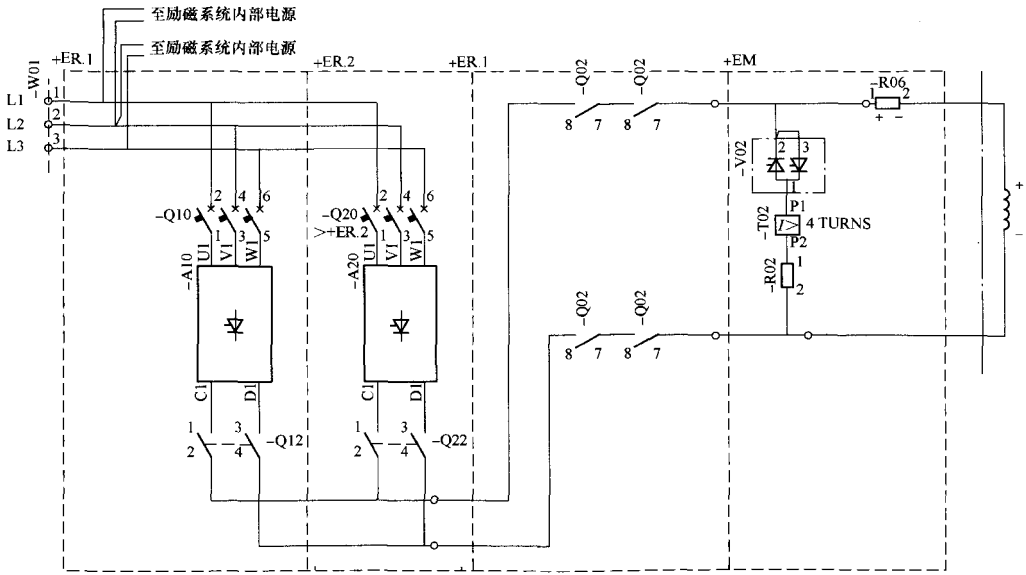 至励磁系统内部电源
至励磁系统内部电源
+ER.1
+ER.2
+ER.1
+EM
-W01
L1
1
L2
2
L3
3
-Q02
-Q02
8
7
8
7
-R06
1
2
+
-
-V02
2
3
1
P1
-T02
I>
4 TURNS
P2
-R02
1
2
+
-
2
4
6
-Q10
1
3
5
U1
V1
W1
-A10
2
4
6
-Q20
>+ER.2
1
3
5
U1
V1
W1
-A20
-Q02
-Q02
8
7
8
7
C1
D1
C1
D1
1
3
2
4
-Q12
1
3
2
4
-Q22